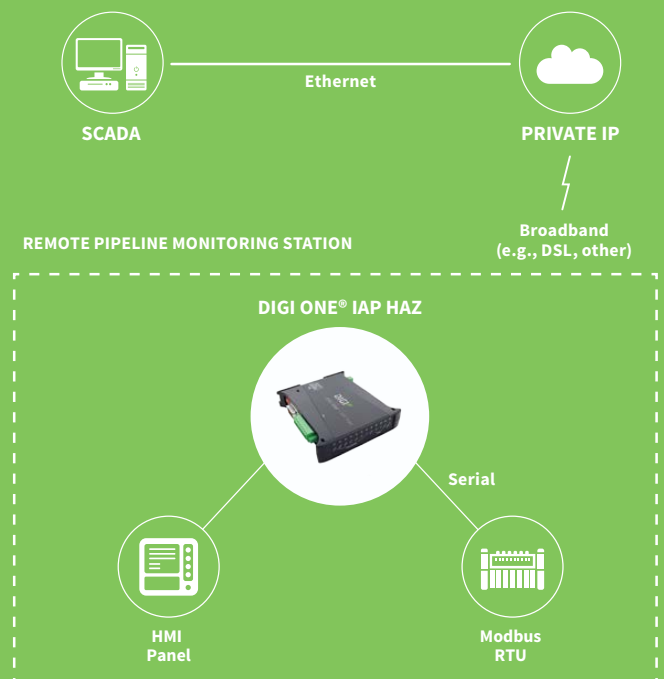 Ethernet
SCADA
PRIVATE IP
Broadband
(e.g., DSL, other)
REMOTE PIPELINE MONITORING STATION
DIGI ONE® IAP HAZ
DIGI
Serial
HMI
Panel
Modbus
RTU